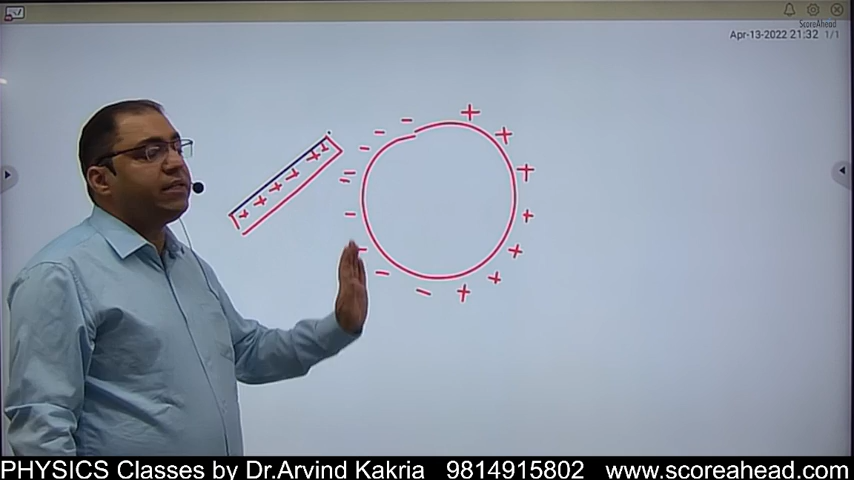 ScoreAhead
Apr-13-2022 21:32 1/1
- - + +
- +
= +
- +
- +
- +
- +
+ + + + + +
PHYSICS Classes by Dr.Arvind Kakria 9814915802 www.scoreahead.com